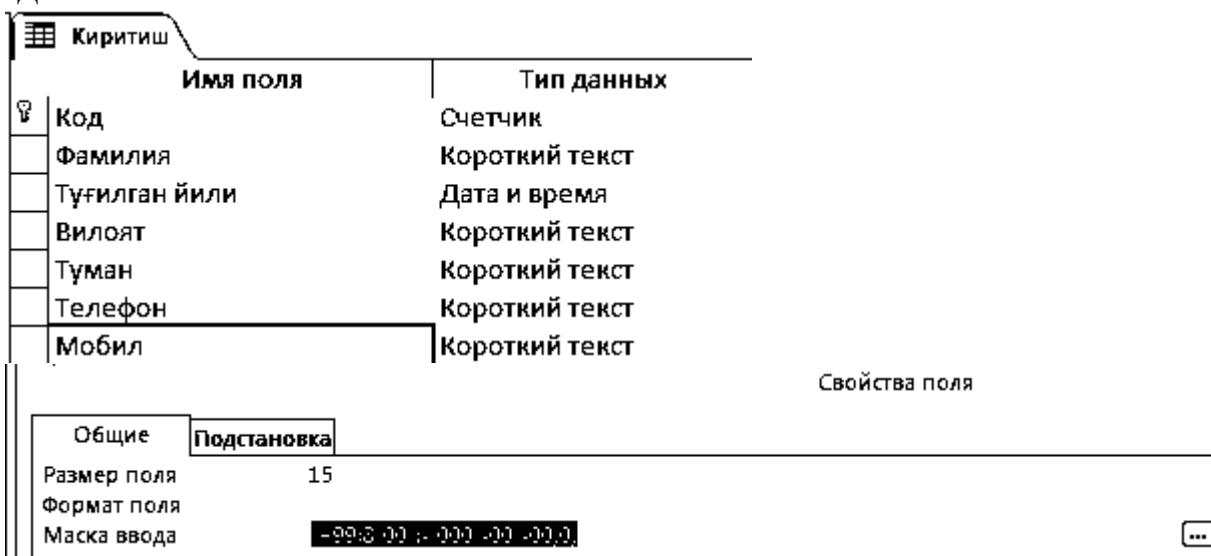 Киритиш
Имя поля Тип данных
Код Счетчик
Фамилия Короткий текст
Туғилган йили Дата и время
Вилоят Короткий текст
Туман Короткий текст
Телефон Короткий текст
Мобил Короткий текст
Свойства поля
Общие Подстановка
Размер поля 15
Формат поля
Маска ввода